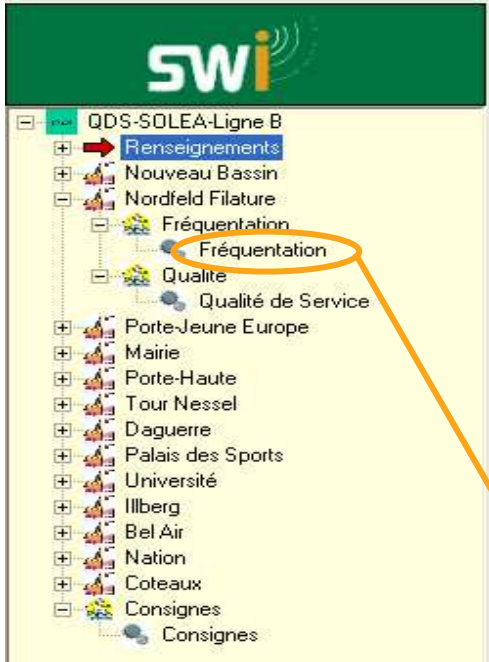 swi
QDS-SOLEA-Ligne B
Renseignements
Nouveau Bassin
Nordfeld Filature
Fréquentation
Fréquentation
Qualité
Qualité de Service
Porte-Jeune Europe
Mairie
Porte-Haute
Tour Nessel
Daguerre
Palais des Sports
Université
Illberg
Bel Air
Nation
Coteaux
Consignes
Consignes